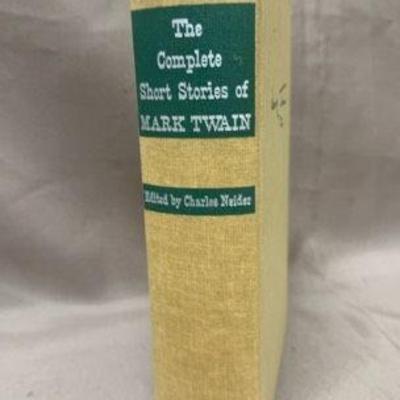 The
Complete
Short Stories of
MARK TWAIN
Edited by Charles Neider